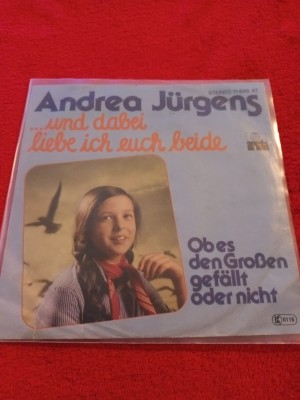 Andrea Jürgens
...und dabei
liebe ich euch beide
Ob es
den Großen
gefällt
oder nicht